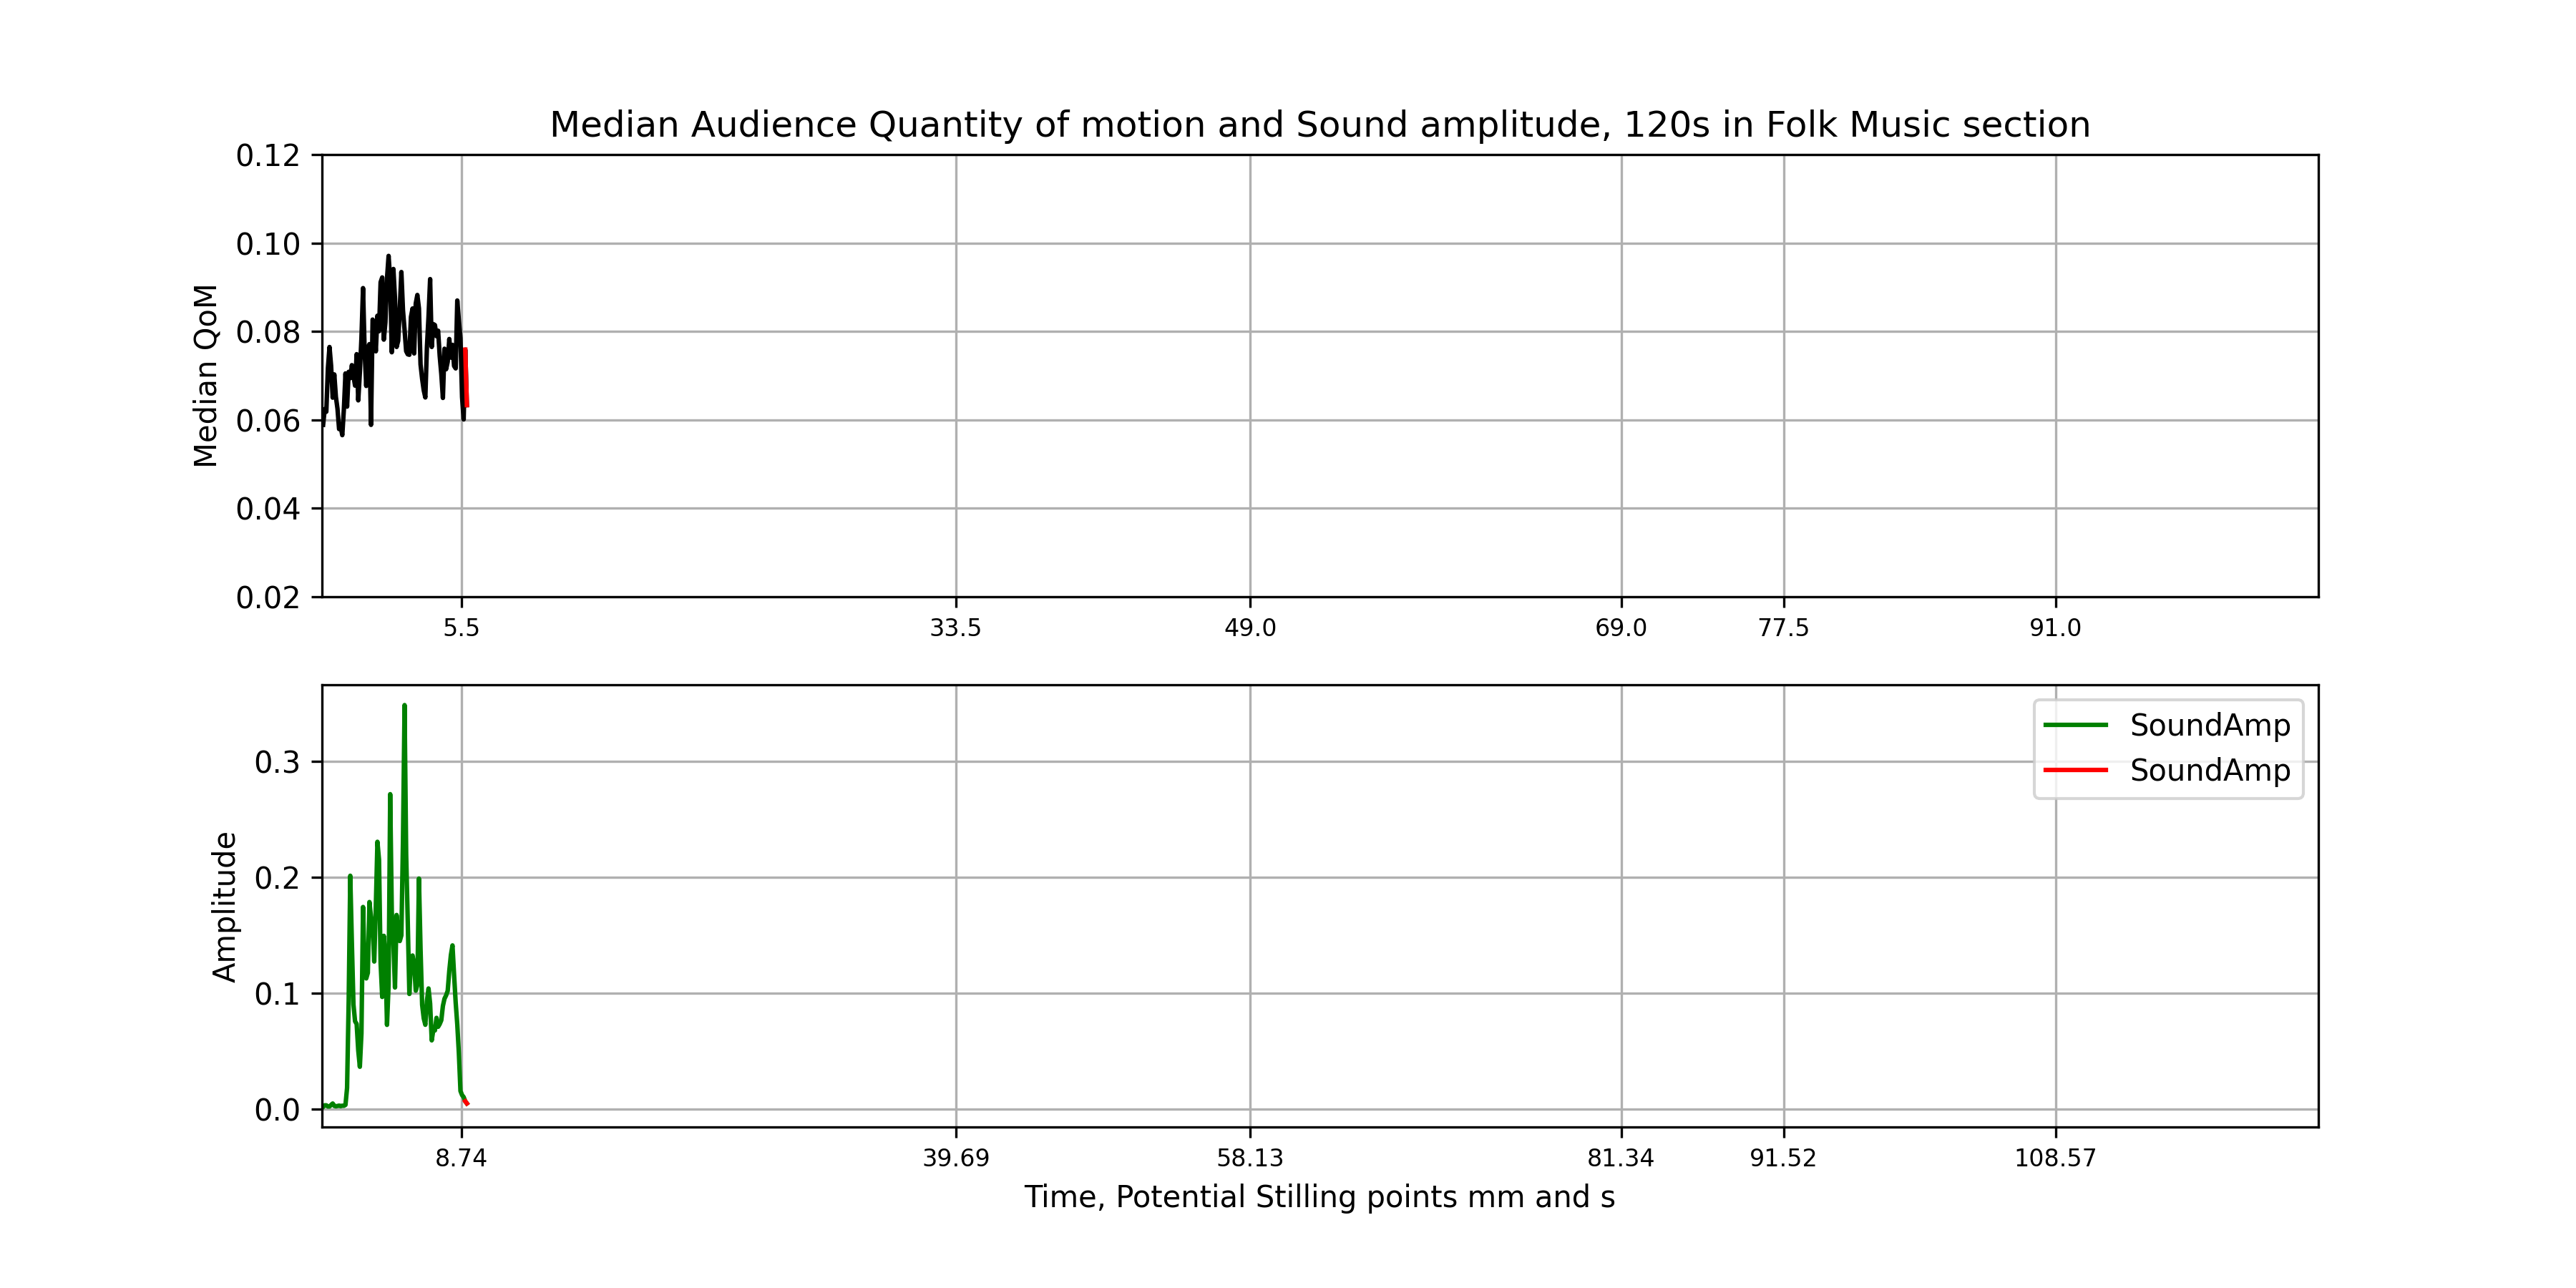 Median Audience Quantity of motion and Sound amplitude, 120s in Folk Music section
0.12
0.10
0.08
0.06
0.04
0.02
Median QoM
5.5 33.5 49.0 69.0 77.5 91.0
SoundAmp
SoundAmp
0.3
0.2
0.1
0.0
Amplitude
8.74 39.69 58.13 81.34 91.52 108.57
Time, Potential Stilling points mm and s